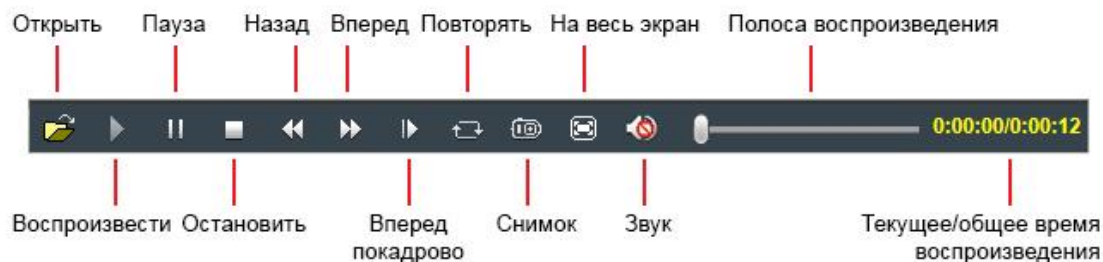 Открыть Пауза Назад Вперед Повторять На весь экран Полоса воспроизведения
0:00:00/0:00:12
Воспроизвести Остановить Вперед Снимок Звук Текущее/общее время
покадрово воспроизведения